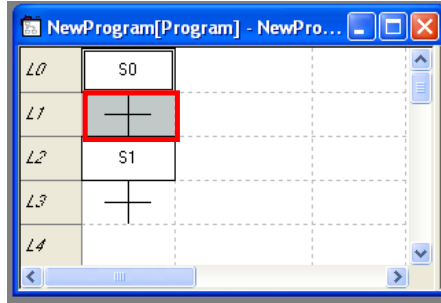 NewProgram[Program] - NewPro...
L0 S0
L1
L2 S1
L3
L4